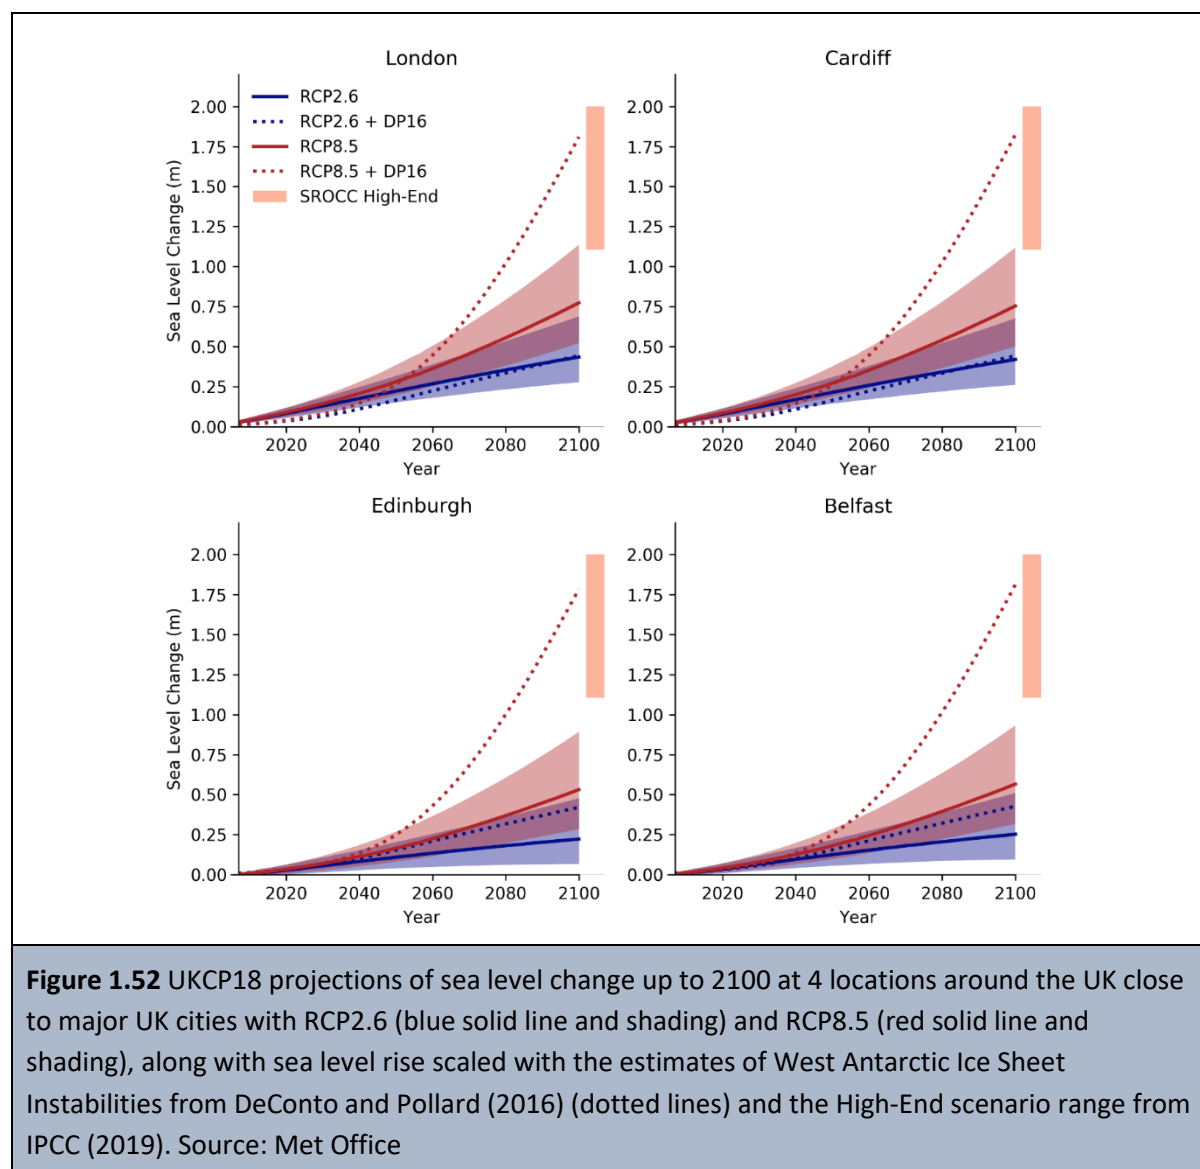 London
2.00
1.75
1.50
1.25
1.00
0.75
0.50
0.25
0.00
Sea Level Change (m)
RCP2.6
RCP2.6 + DP16
RCP8.5
RCP8.5 + DP16
SROCC High-End
2020 2040 2060 2080 2100
Year
Cardiff
2.00
1.75
1.50
1.25
1.00
0.75
0.50
0.25
0.00
2020 2040 2060 2080 2100
Year
Edinburgh
2.00
1.75
1.50
1.25
1.00
0.75
0.50
0.25
0.00
Sea Level Change (m)
2020 2040 2060 2080 2100
Year
Belfast
2.00
1.75
1.50
1.25
1.00
0.75
0.50
0.25
0.00
2020 2040 2060 2080 2100
Year
Figure 1.52 UKCP18 projections of sea level change up to 2100 at 4 locations around the UK close
to major UK cities with RCP2.6 (blue solid line and shading) and RCP8.5 (red solid line and
shading), along with sea level rise scaled with the estimates of West Antarctic Ice Sheet
Instabilities from DeConto and Pollard (2016) (dotted lines) and the High-End scenario range from
IPCC (2019). Source: Met Office